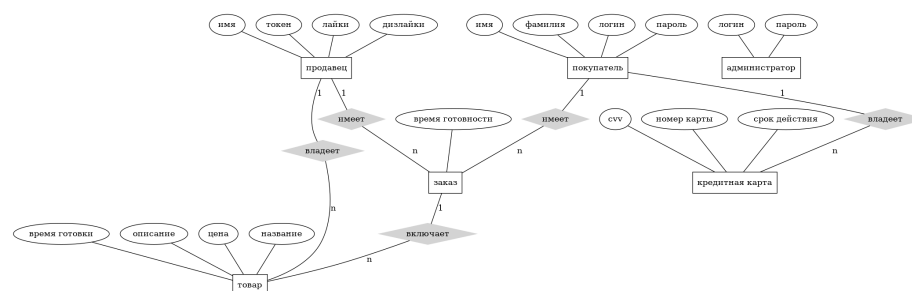 имя
токен
лайки
дизлайки
имя
фамилия
логин
пароль
логин
пароль
продавец
покупатель
администратор
1
1
1
1
имеет
время готовности
имеет
cvv
номер карты
срок действия
владеет
владеет
n
n
n
заказ
кредитная карта
n
1
время готовки
описание
цена
название
включает
n
товар